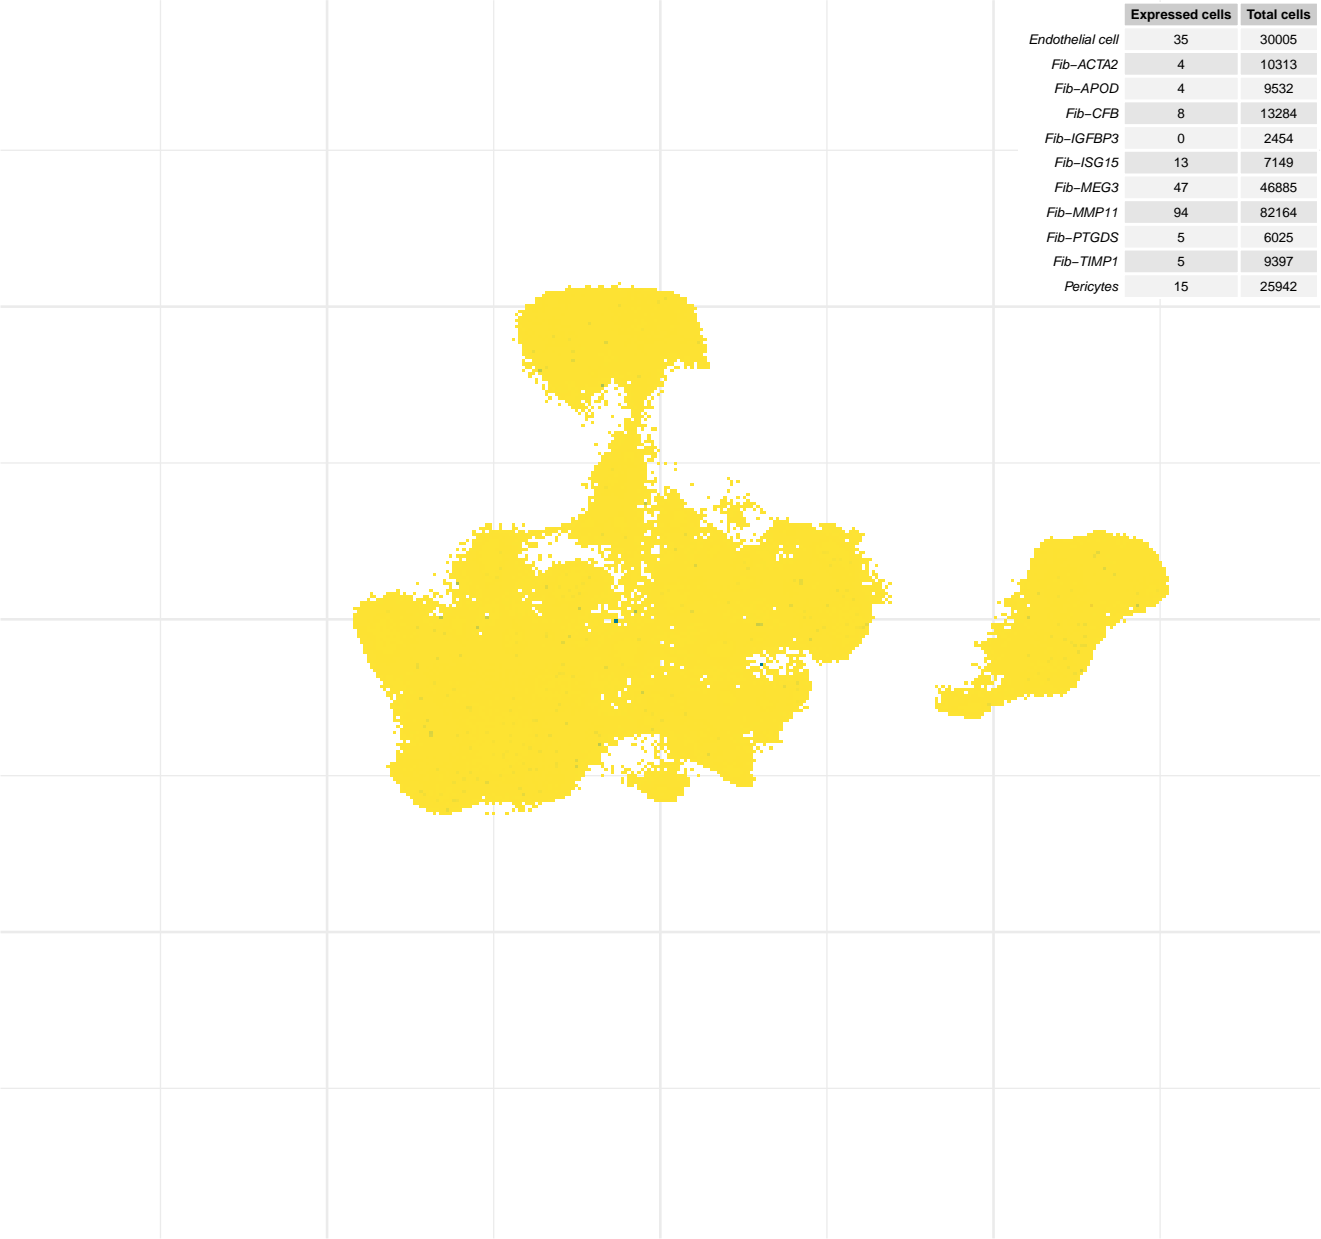 Expressed cells Total cells
Endothelial cell 35 30005
Fib−ACTA2 4 10313
Fib−APOD 4 9532
Fib−CFB 8 13284
Fib−IGFBP3 0 2454
Fib−ISG15 13 7149
Fib−MEG3 47 46885
Fib−MMP11 94 82164
Fib−PTGDS 5 6025
Fib−TIMP1 5 9397
Pericytes 15 25942